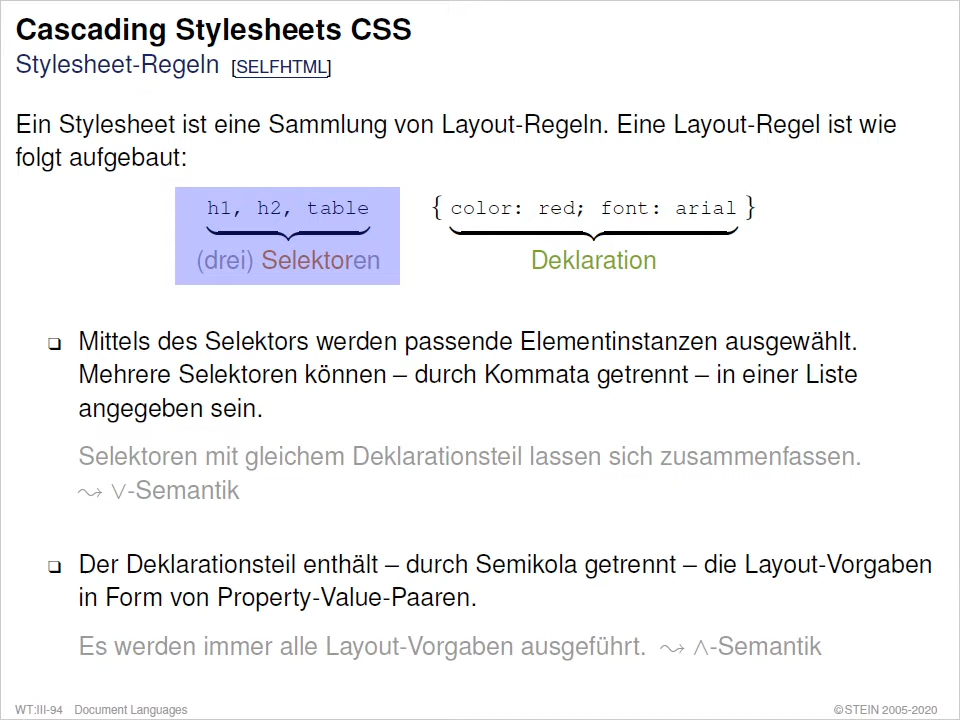 Cascading Stylesheets CSS
Stylesheet-Regeln [SELFHTML]
Ein Stylesheet ist eine Sammlung von Layout-Regeln. Eine Layout-Regel ist wie
folgt aufgebaut:
h1, h2, table { color: red; font: arial }
(drei) Selektoren Deklaration
❑ Mittels des Selektors werden passende Elementinstanzen ausgewählt.
Mehrere Selektoren können – durch Kommata getrennt – in einer Liste
angegeben sein.
Selektoren mit gleichem Deklarationsteil lassen sich zusammenfassen.
⤳ ∨-Semantik
❑ Der Deklarationsteil enthält – durch Semikola getrennt – die Layout-Vorgaben
in Form von Property-Value-Paaren.
Es werden immer alle Layout-Vorgaben ausgeführt. ⤳ ∧-Semantik
WT:III-94 Document Languages ©STEIN 2005-2020